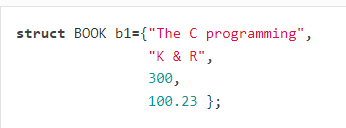 struct BOOK b1={"The C programming",
"K & R",
300,
100.23 };